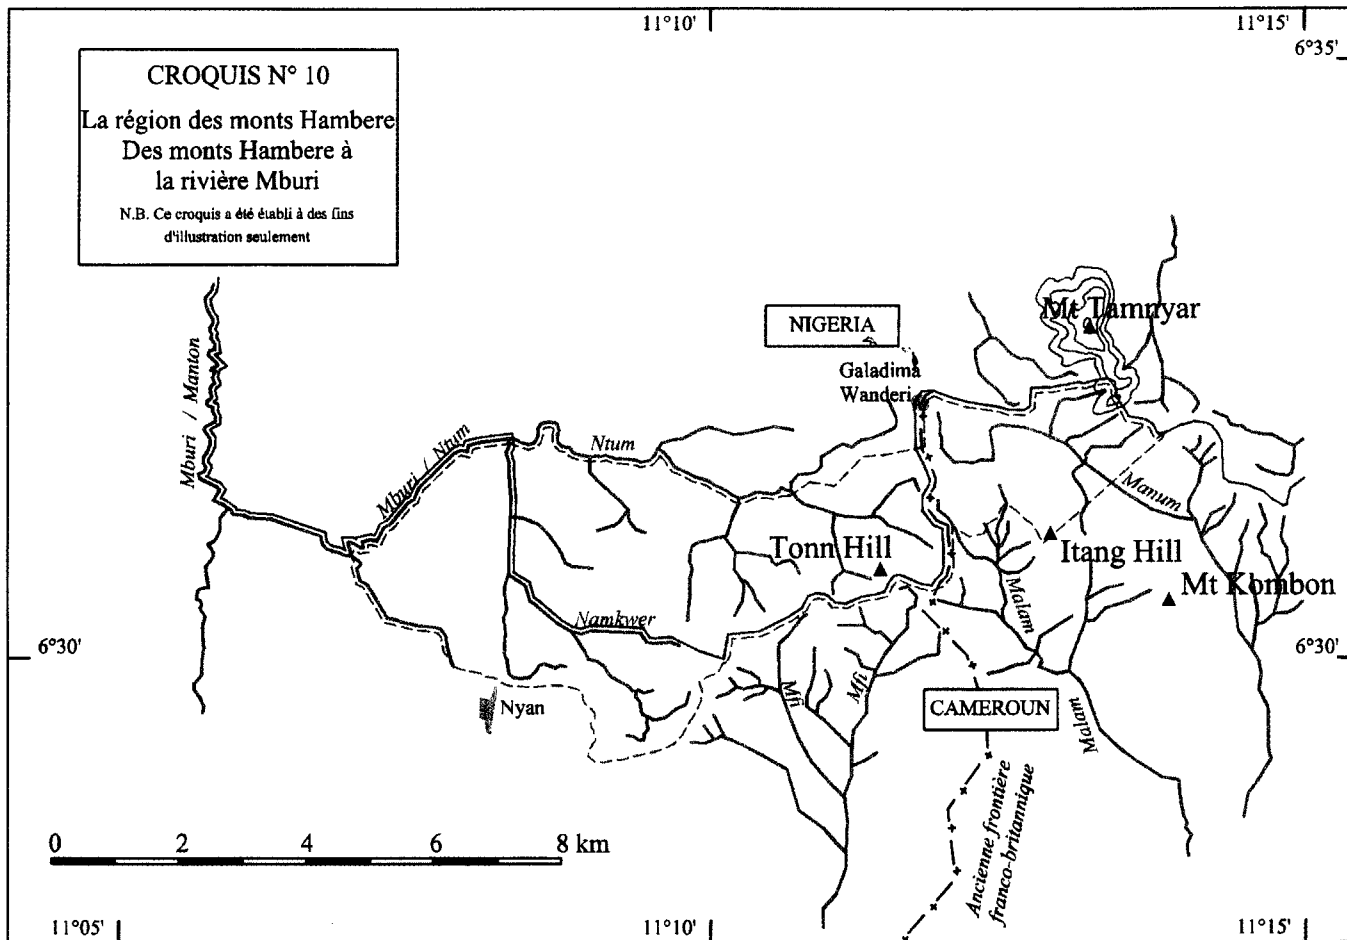 11°10'
11°15'
6°35'
CROQUIS N° 10
La région des monts Hambere
Des monts Hambere à
la rivière Mburi
N.B. Ce croquis a été établi à des fins
d'illustration seulement
NIGERIA
Mt Tamnyar
Galadima
Wanderi
Mburi / Manton
Mburi / Ntum
Ntum
Manum
Tonn Hill
Itang Hill
Mt Kombon
Malam
Namkwer
6°30'
6°30'
Mfi
Mfi
Nyan
CAMEROUN
Malam
Ancienne frontière
franco-britannique
0 2 4 6 8 km
11°05'
11°10'
11°15'